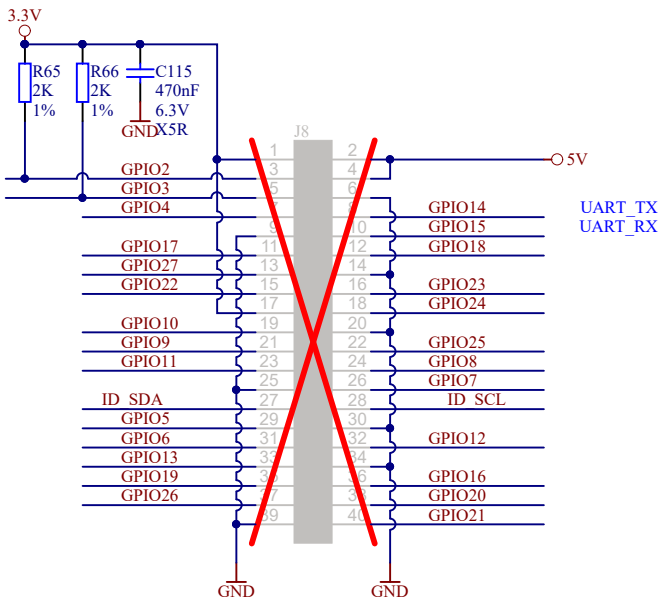 3.3V
R65
2K
1%
R66
2K
1%
C115
470nF
6.3V
X5R
GND
J8
1 2
5V
GPIO2 3 4
GPIO3 5 6
GPIO4 8 GPIO14 UART_TX
9 10 GPIO15 UART_RX
GPIO17 11 12 GPIO18
GPIO27 13 14
GPIO22 15 16 GPIO23
17 18 GPIO24
GPIO10 19 20
GPIO9 21 22 GPIO25
GPIO11 23 24 GPIO8
25 26 GPIO7
ID_SDA 27 28 ID_SCL
GPIO5 29 30
GPIO6 31 32 GPIO12
GPIO13 33 34
GPIO19 35 36 GPIO16
GPIO26 37 38 GPIO20
39 40 GPIO21
GND GND